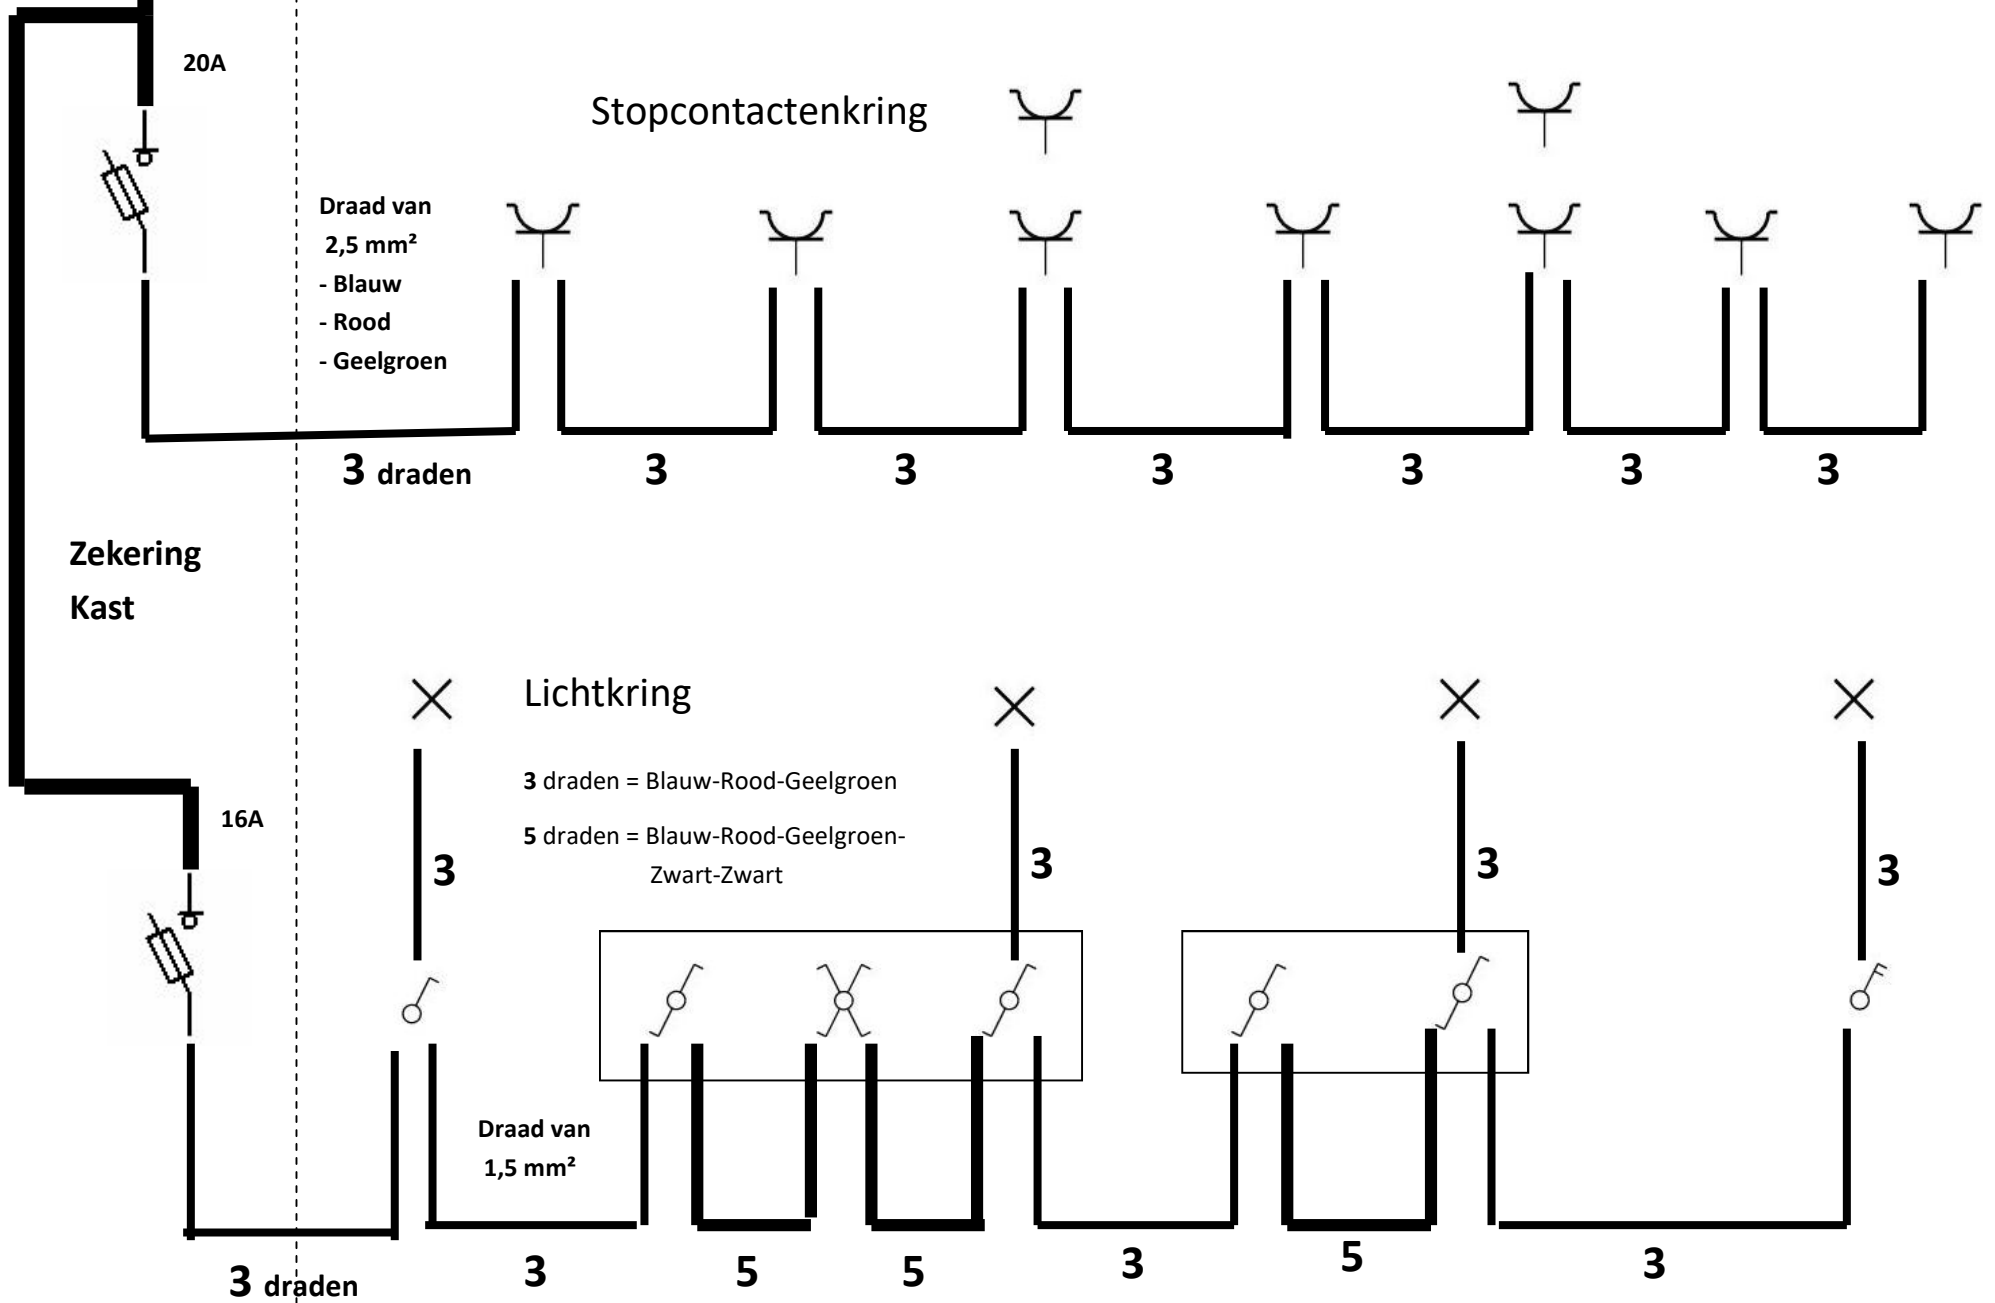 20A
Stopcontactenkring
Draad van
2,5 mm²
- Blauw
- Rood
- Geelgroen
3 draden
3
3
3
3
3
3
Zekering
Kast
Lichtkring
3 draden = Blauw-Rood-Geelgroen
16A
5 draden = Blauw-Rood-Geelgroen-
Zwart-Zwart
3
3
3
3
Draad van
1,5 mm²
3 draden
3
5
5
3
5
3